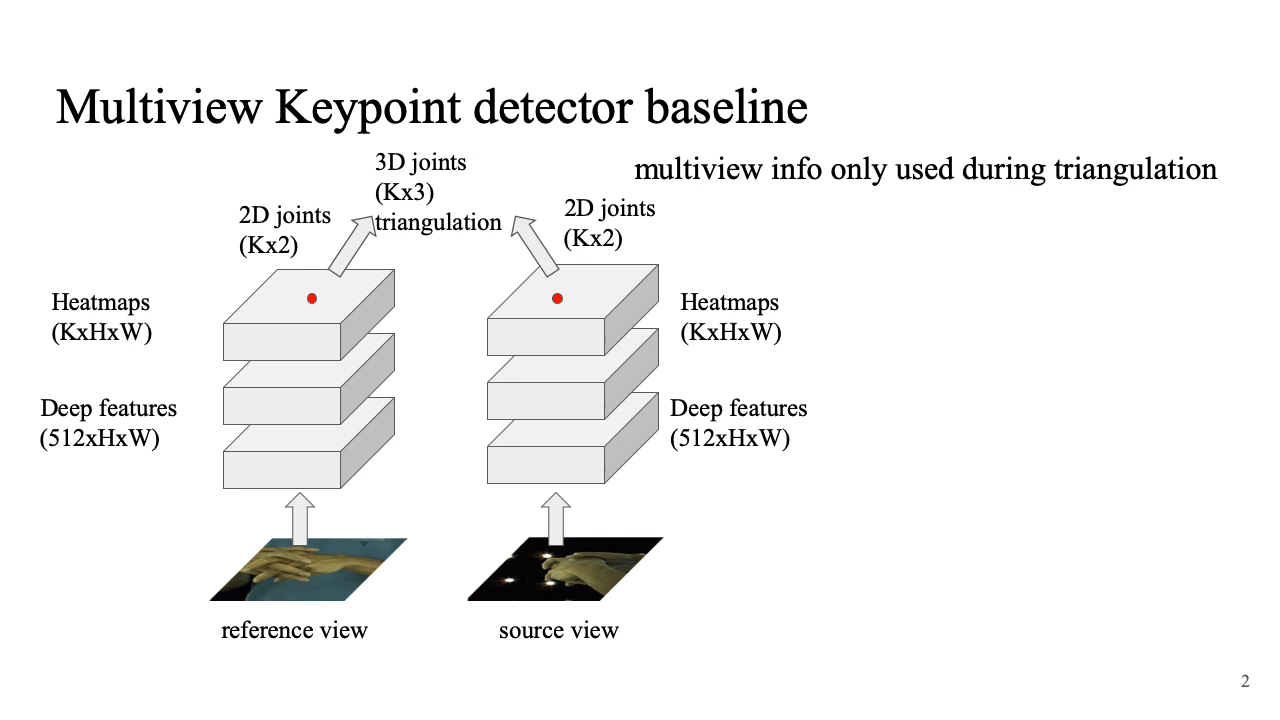 Multiview Keypoint detector baseline
multiview info only used during triangulation
3D joints
(Kx3)
triangulation
2D joints
(Kx2)
2D joints
(Kx2)
Heatmaps
(KxHxW)
Heatmaps
(KxHxW)
Deep features
(512xHxW)
Deep features
(512xHxW)
reference view
source view
2